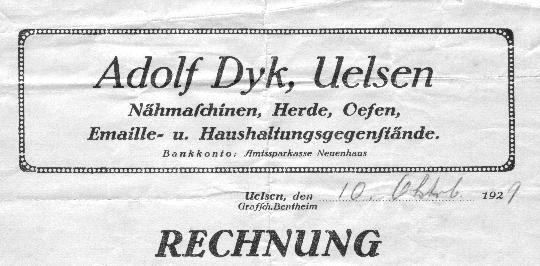 Adolf Dyk, Uelsen
Nähmaſchinen, Herde, Oefen,
Emaille- u. Haushaltungsgegenſtände.
Bankkonto: Amtssparkasse Neuenhaus
Uelsen, den 10. Oktob 1929
Grafſch. Bentheim
RECHNUNG